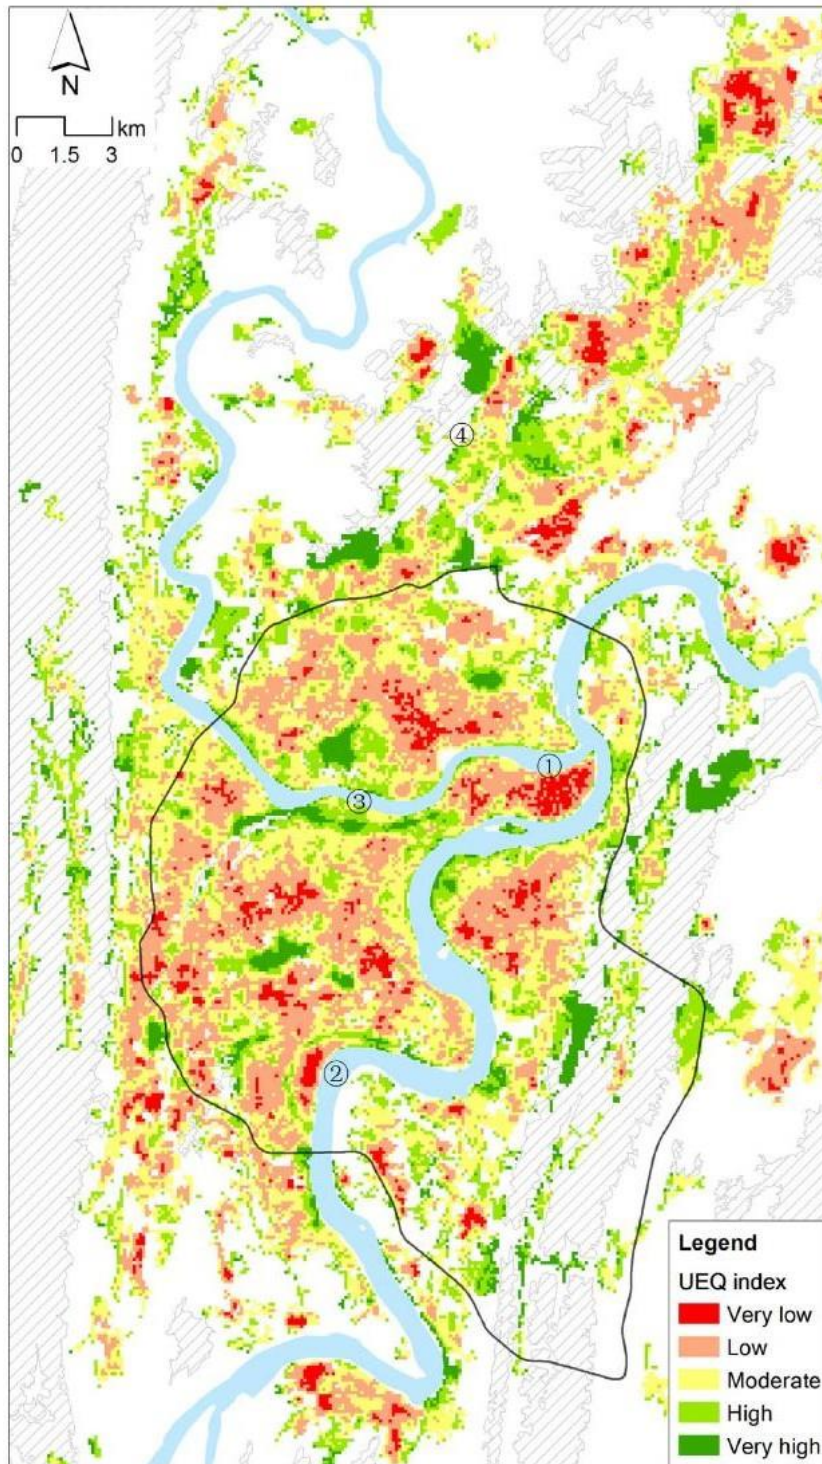 N
km
0 1.5 3
④
①
③
②
Legend
UEQ index
Very low
Low
Moderate
High
Very high